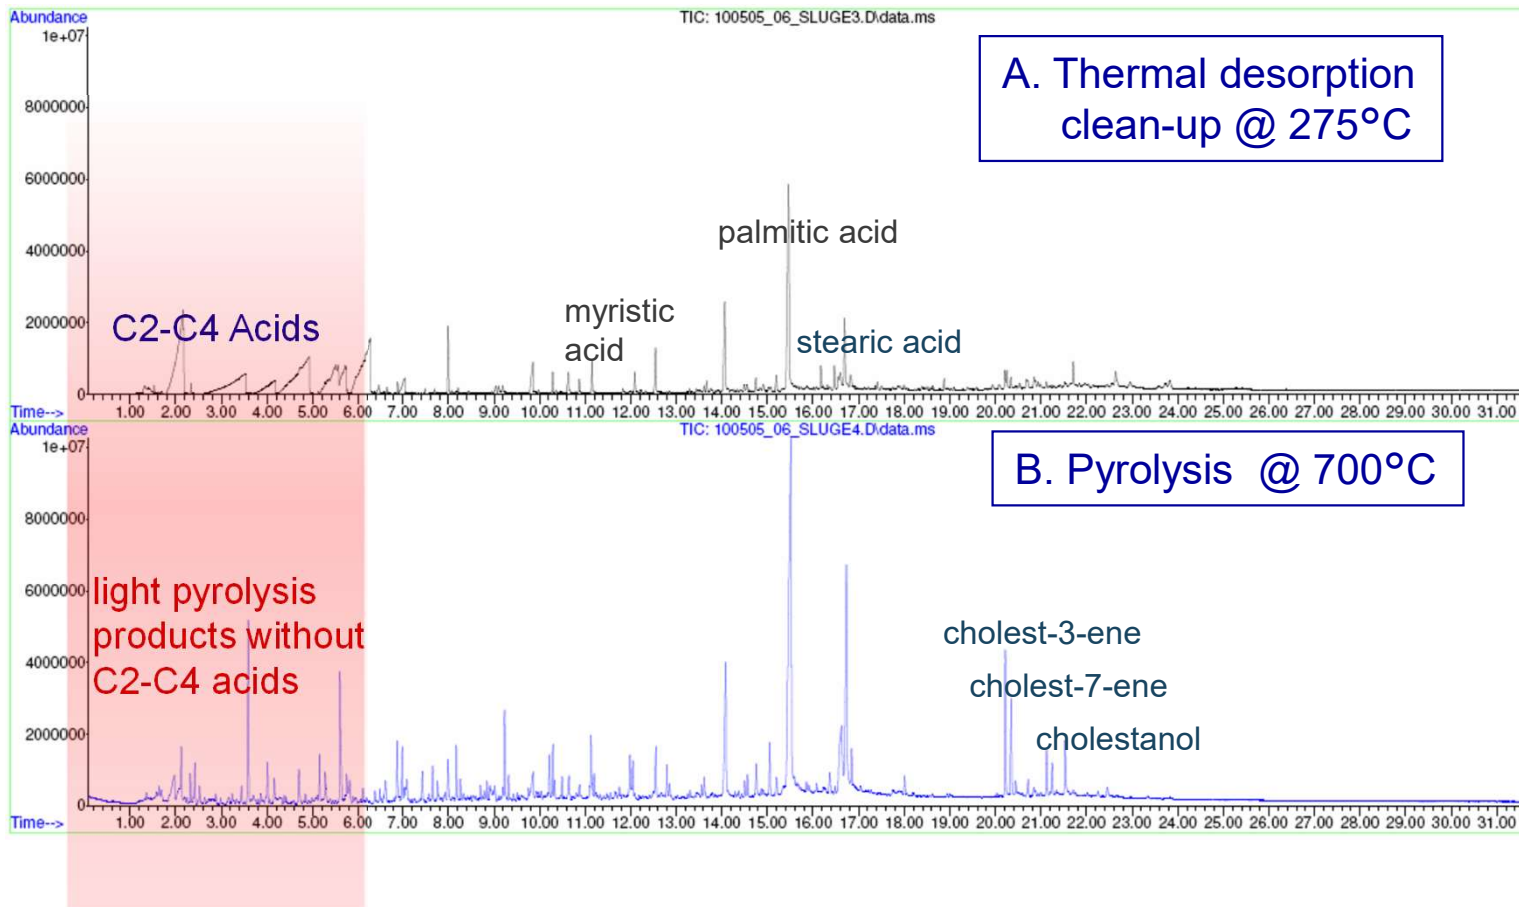 Abundance
TIC: 100505_06_SLUGE3.D\data.ms
1e+07
A. Thermal desorption
clean-up @ 275°C
8000000
6000000
palmitic acid
4000000
myristic
acid
C2-C4 Acids
stearic acid
2000000
0
Time-->
1.00 2.00 3.00 4.00 5.00 6.00 7.00 8.00 9.00 10.00 11.00 12.00 13.00 14.00 15.00 16.00 17.00 18.00 19.00 20.00 21.00 22.00 23.00 24.00 25.00 26.00 27.00 28.00 29.00 30.00 31.00
Abundance
TIC: 100505_06_SLUGE4.D\data.ms
1e+07
B. Pyrolysis @ 700°C
8000000
6000000
light pyrolysis
products without
C2-C4 acids
cholest-3-ene
4000000
cholest-7-ene
cholestanol
2000000
0
Time-->
1.00 2.00 3.00 4.00 5.00 6.00 7.00 8.00 9.00 10.00 11.00 12.00 13.00 14.00 15.00 16.00 17.00 18.00 19.00 20.00 21.00 22.00 23.00 24.00 25.00 26.00 27.00 28.00 29.00 30.00 31.00